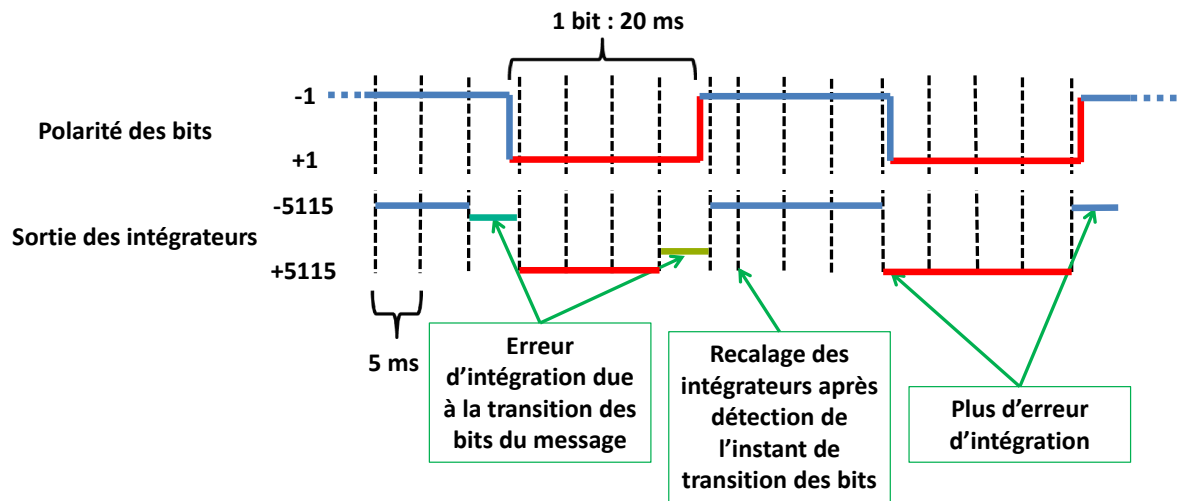 1 bit : 20 ms
-1
Polarité des bits
+1
-5115
Sortie des intégrateurs
+5115
5 ms
Erreur
d’intégration due
à la transition des
bits du message
Recalage des
intégrateurs après
détection de
l’instant de
transition des bits
Plus d’erreur
d’intégration